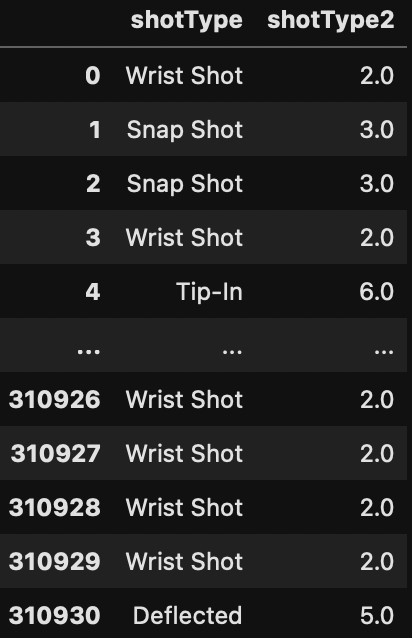 shotType shotType2
0 Wrist Shot 2.0
1 Snap Shot 3.0
2 Snap Shot 3.0
3 Wrist Shot 2.0
4 Tip-In 6.0
... ... ...
310926 Wrist Shot 2.0
310927 Wrist Shot 2.0
310928 Wrist Shot 2.0
310929 Wrist Shot 2.0
310930 Deflected 5.0